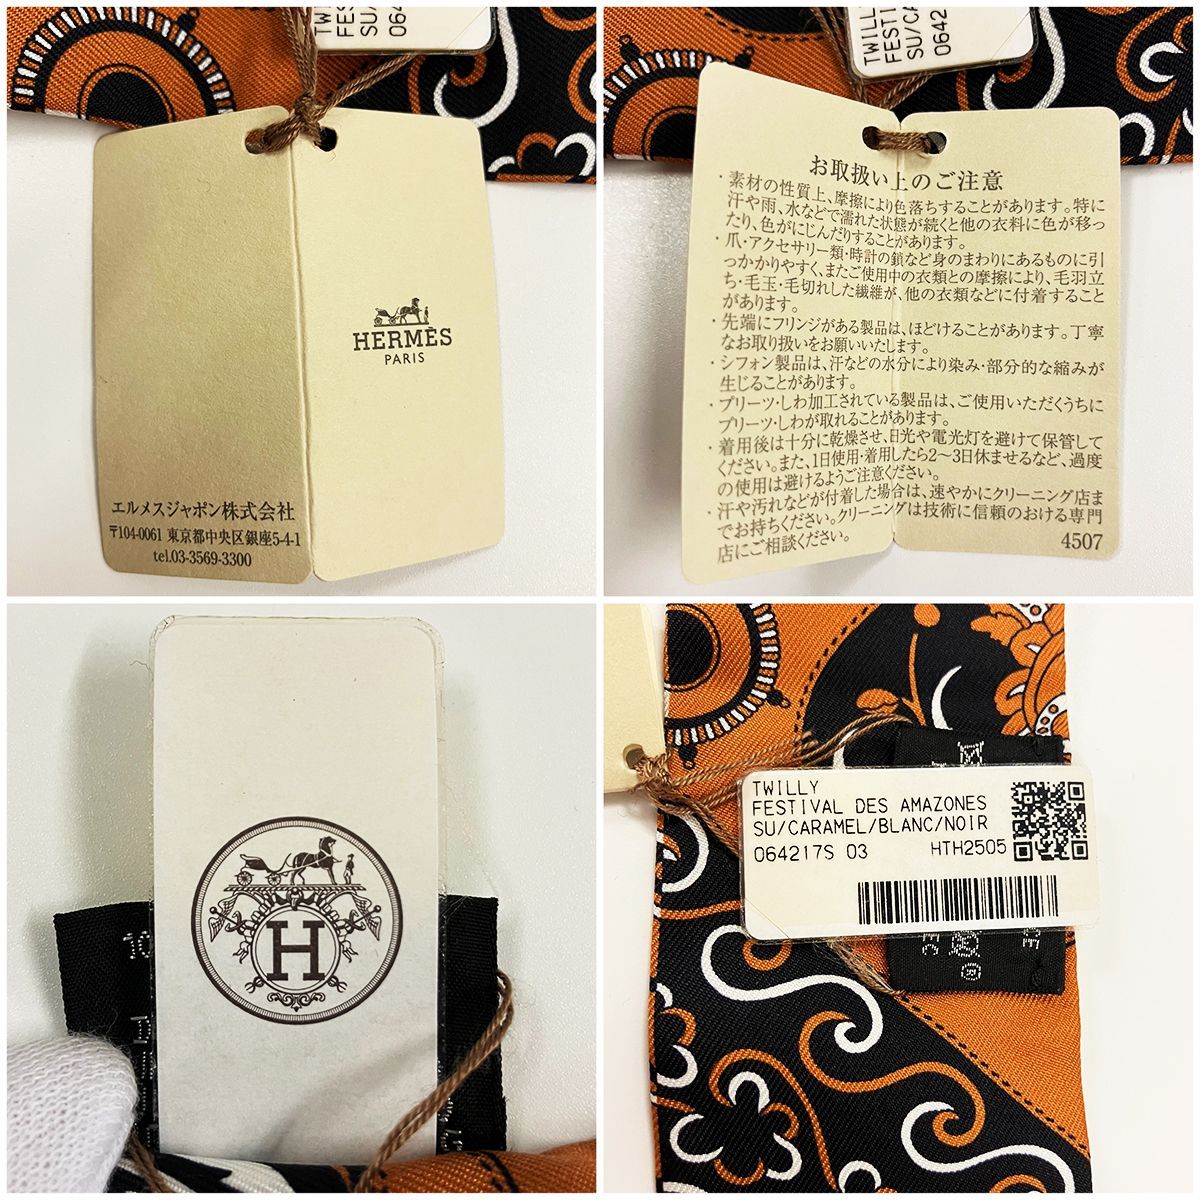 TWILLY
FES
SU/
HERMÈS
PARIS
エルメスジャポン株式会社
〒104-0061 東京都中央区銀座5-4-1
tel.03-3569-3300
TWILL
FESTIV
SU/CA
0642
お取扱い上のご注意
・素材の性質上、摩擦により色落ちすることがあります。特に
汗や雨、水などで濡れた状態が続くと他の衣料に色が移っ
たり、色がにじんだりすることがあります。
・爪・アクセサリー類・時計の鎖など身のまわりにあるものに引
っかかりやすく、またご使用中の衣類との摩擦により、毛羽立
ち・毛玉・毛切れした繊維が、他の衣類などに付着すること
があります。
・先端にフリンジがある製品は、ほどけることがあります。丁寧
なお取り扱いをお願いいたします。
・シフォン製品は、汗などの水分により染み・部分的な縮みが
生じることがあります。
・プリーツ・しわ加工されている製品は、ご使用いただくうちに
プリーツ・しわが取れることがあります。
・着用後は十分に乾燥させ、日光や電光灯を避けて保管して
ください。また、1日使用・着用したら2〜3日休ませるなど、過度
の使用は避けるようご注意ください。
・汗や汚れなどが付着した場合は、速やかにクリーニング店ま
でお持ちください。クリーニングは技術に信頼のおける専門
店にご相談ください。
4507
H
TWILLY
FESTIVAL DES AMAZONES
SU/CARAMEL/BLANC/NOIR
064217S 03 HTH2505